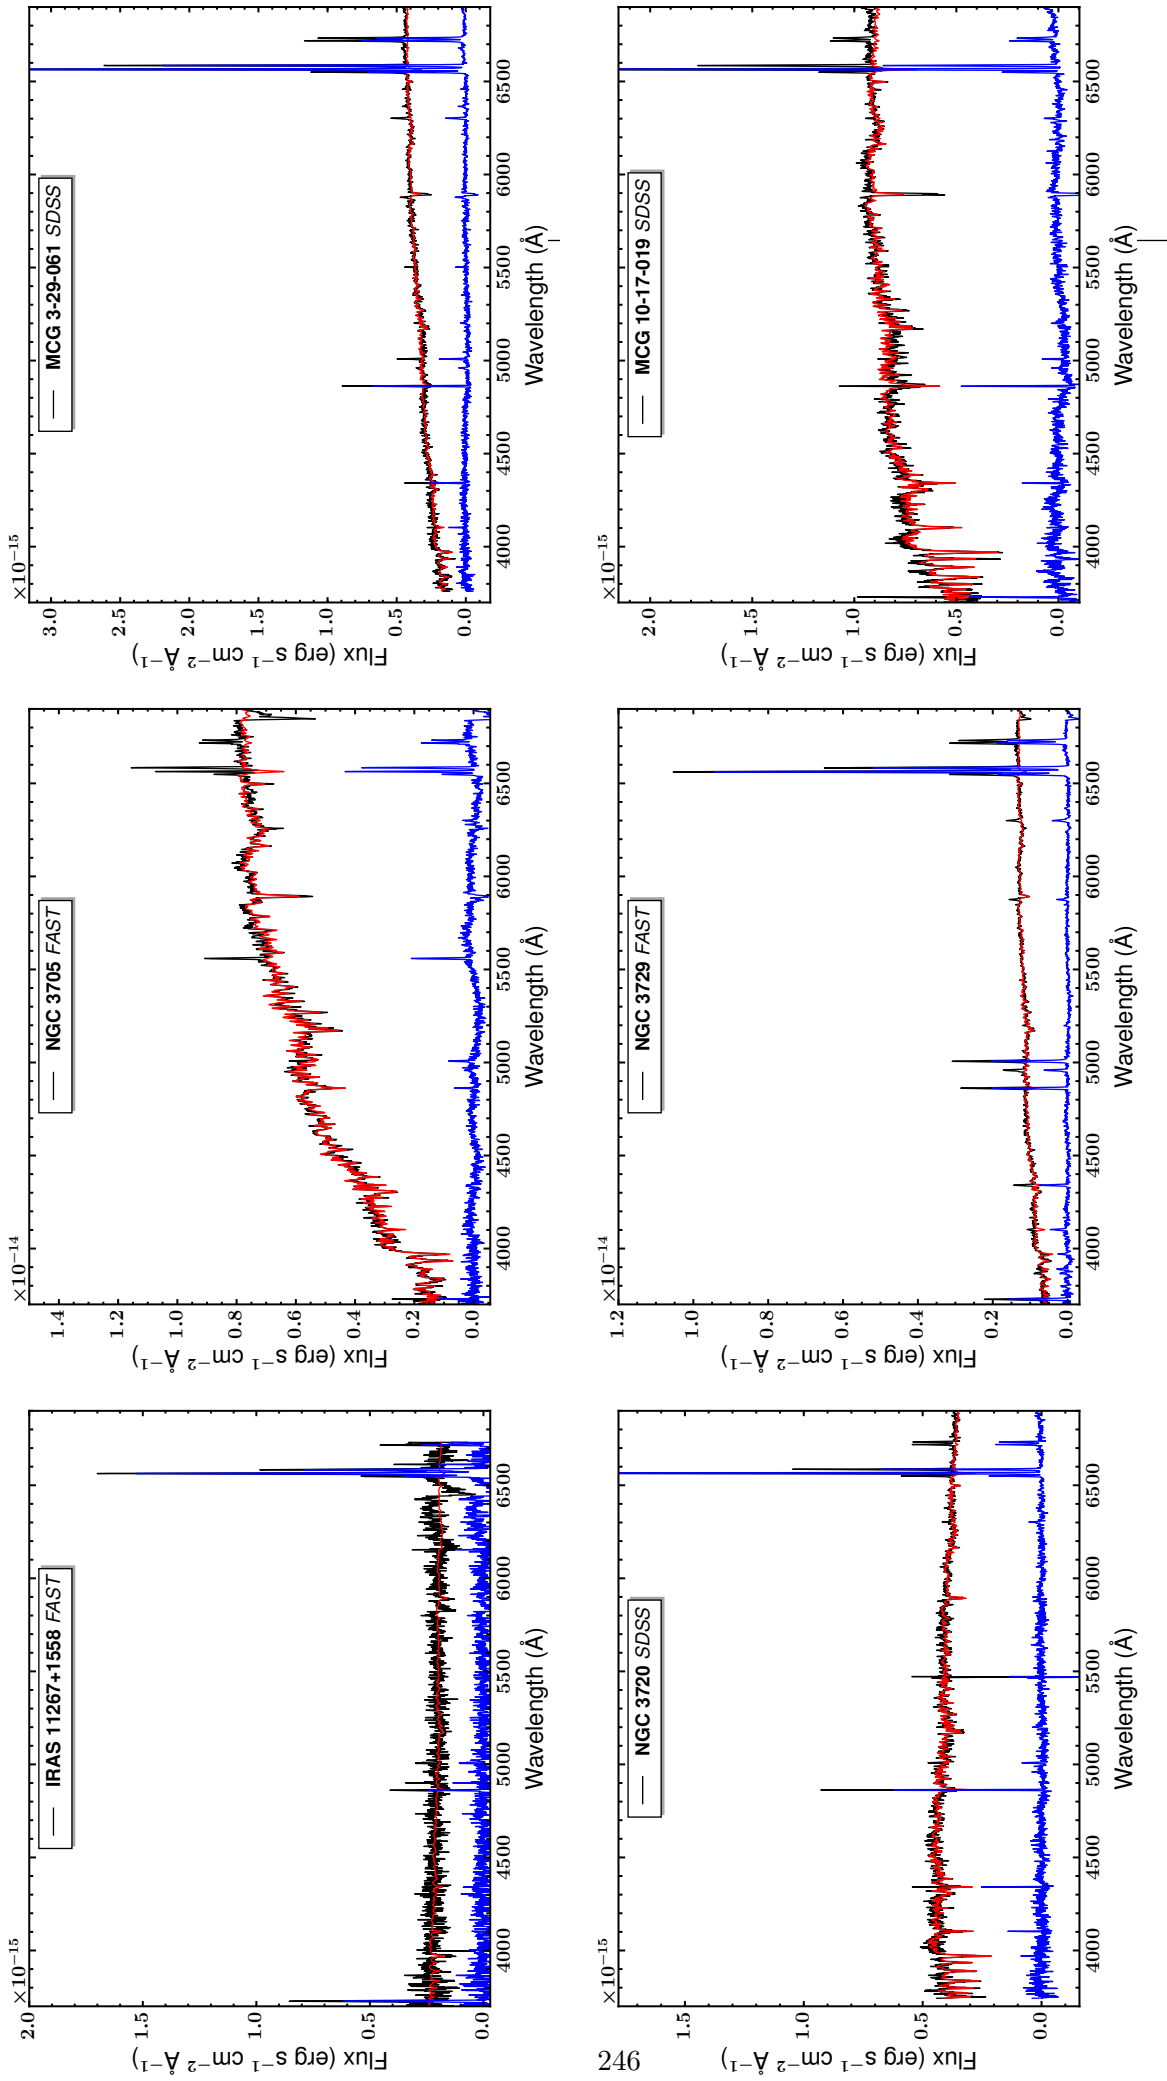 ×10⁻¹⁵
IRAS 11267+1558 FAST
Flux (erg s⁻¹ cm⁻² Å⁻¹)
2.0
1.5
1.0
0.5
0.0
4000 4500 5000 5500 6000 6500
Wavelength (Å)
×10⁻¹⁴
NGC 3705 FAST
Flux (erg s⁻¹ cm⁻² Å⁻¹)
1.4
1.2
1.0
0.8
0.6
0.4
0.2
0.0
4000 4500 5000 5500 6000 6500
Wavelength (Å)
×10⁻¹⁵
MCG 3-29-061 SDSS
Flux (erg s⁻¹ cm⁻² Å⁻¹)
3.0
2.5
2.0
1.5
1.0
0.5
0.0
4000 4500 5000 5500 6000 6500
Wavelength (Å)
×10⁻¹⁵
NGC 3720 SDSS
Flux (erg s⁻¹ cm⁻² Å⁻¹)
1.5
1.0
0.5
0.0
4000 4500 5000 5500 6000 6500
Wavelength (Å)
×10⁻¹⁴
NGC 3729 FAST
Flux (erg s⁻¹ cm⁻² Å⁻¹)
1.2
1.0
0.8
0.6
0.4
0.2
0.0
4000 4500 5000 5500 6000 6500
Wavelength (Å)
×10⁻¹⁵
MCG 10-17-019 SDSS
Flux (erg s⁻¹ cm⁻² Å⁻¹)
2.0
1.5
1.0
0.5
0.0
4000 4500 5000 5500 6000 6500
Wavelength (Å)
246